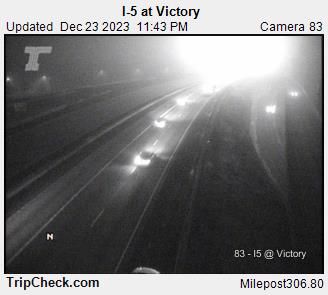 I-5 at Victory
Updated Dec 23 2023 11:43 PM Camera 83
T
N
83 - I5 @ Victory
TripCheck.com Milepost306.80